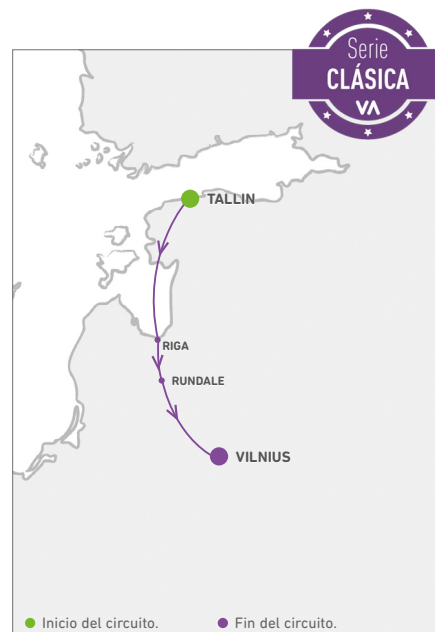 Serie
CLÁSICA
VA
TALLIN
RIGA
RUNDALE
VILNIUS
Inicio del circuito.
Fin del circuito.